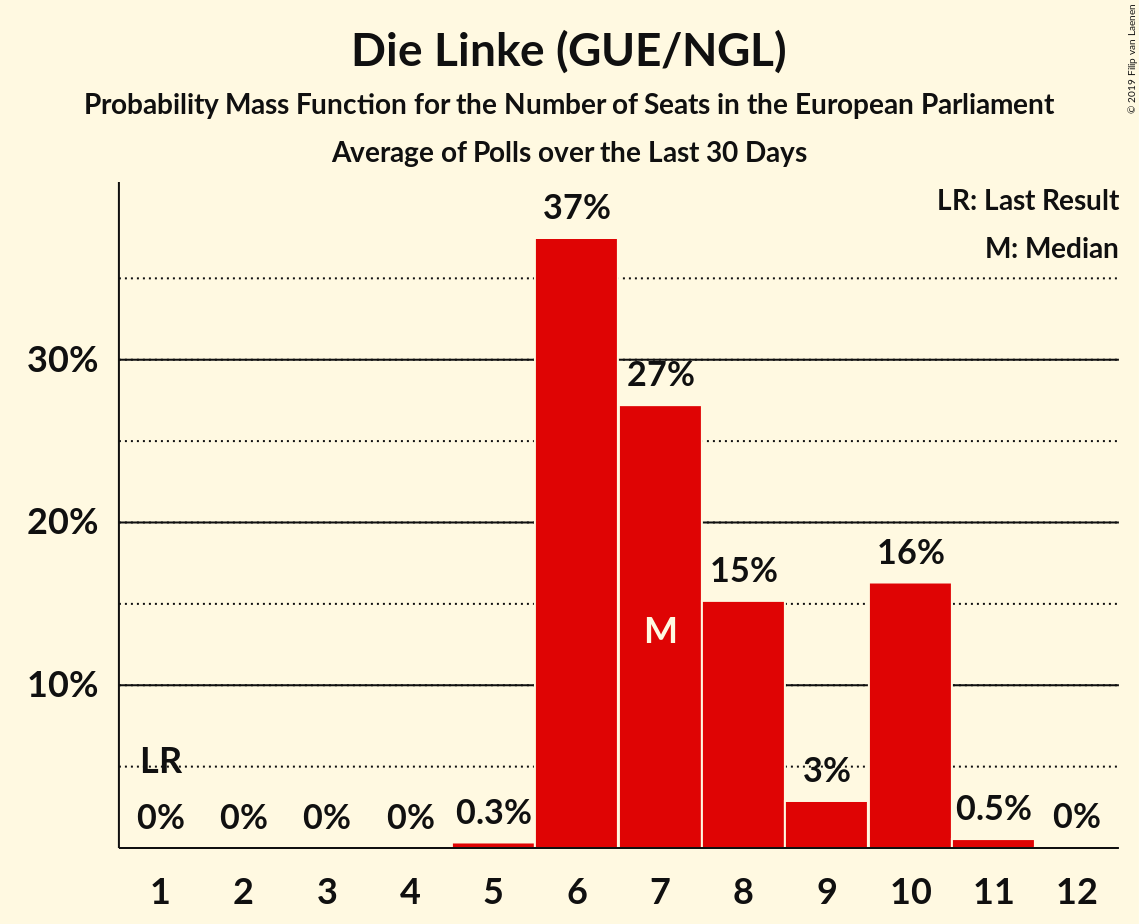 Die Linke (GUE/NGL)
Probability Mass Function for the Number of Seats in the European Parliament
Average of Polls over the Last 30 Days
© 2019 Filip van Laenen
LR: Last Result
M: Median
37%
30%
27%
20%
16%
15%
M
10%
LR
3%
0% 0% 0% 0% 0.3% 0.5% 0%
1 2 3 4 5 6 7 8 9 10 11 12